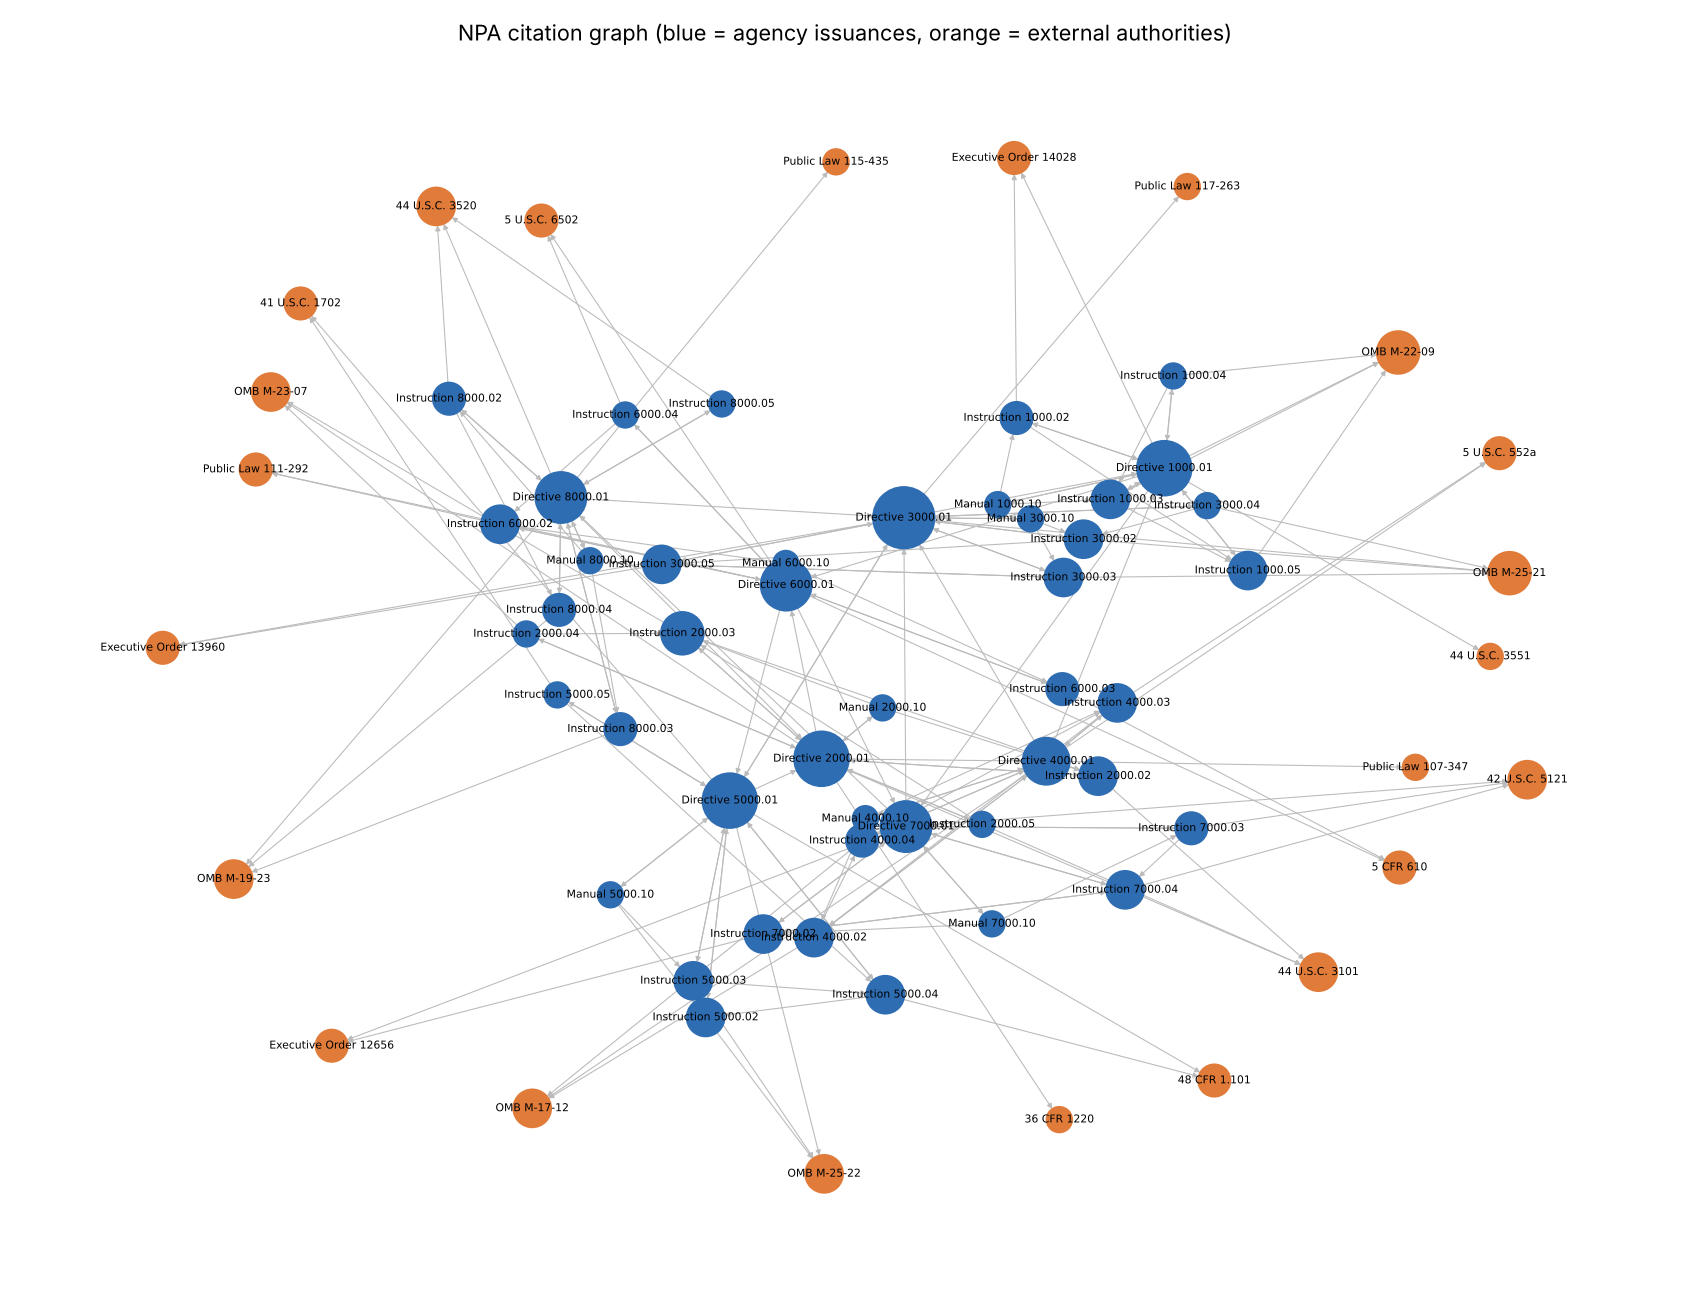 NPA citation graph (blue = agency issuances, orange = external authorities)
Public Law 115-435
Executive Order 14028
Public Law 117-263
44 U.S.C. 3520
5 U.S.C. 6502
41 U.S.C. 1702
OMB M-22-09
Instruction 1000.04
OMB M-23-07
Instruction 8000.02
Instruction 8000.05
Instruction 6000.04
Instruction 1000.02
5 U.S.C. 552a
Public Law 111-292
Directive 1000.01
Directive 8000.01
Instruction 1000.03
Manual 1000.10
Instruction 3000.04
Directive 3000.01
Manual 3000.10
Instruction 6000.02
Instruction 3000.02
Manual 8000.10
Manual 6000.10
Instruction 3000.05
Instruction 1000.05
OMB M-25-21
Instruction 3000.03
Directive 6000.01
Instruction 8000.04
Instruction 2000.04
Instruction 2000.03
Executive Order 13960
44 U.S.C. 3551
Instruction 6000.03
Instruction 5000.05
Instruction 4000.03
Manual 2000.10
Instruction 8000.03
Directive 2000.01
Directive 4000.01
Public Law 107-347
Instruction 2000.02
42 U.S.C. 5121
Directive 5000.01
Manual 4000.10
Instruction 2000.05
Directive 7000.01
Instruction 7000.03
Instruction 4000.04
5 CFR 610
OMB M-19-23
Instruction 7000.04
Manual 5000.10
Manual 7000.10
Instruction 7000.02
Instruction 4000.02
44 U.S.C. 3101
Instruction 5000.03
Instruction 5000.04
Instruction 5000.02
Executive Order 12656
48 CFR 1.101
OMB M-17-12
36 CFR 1220
OMB M-25-22